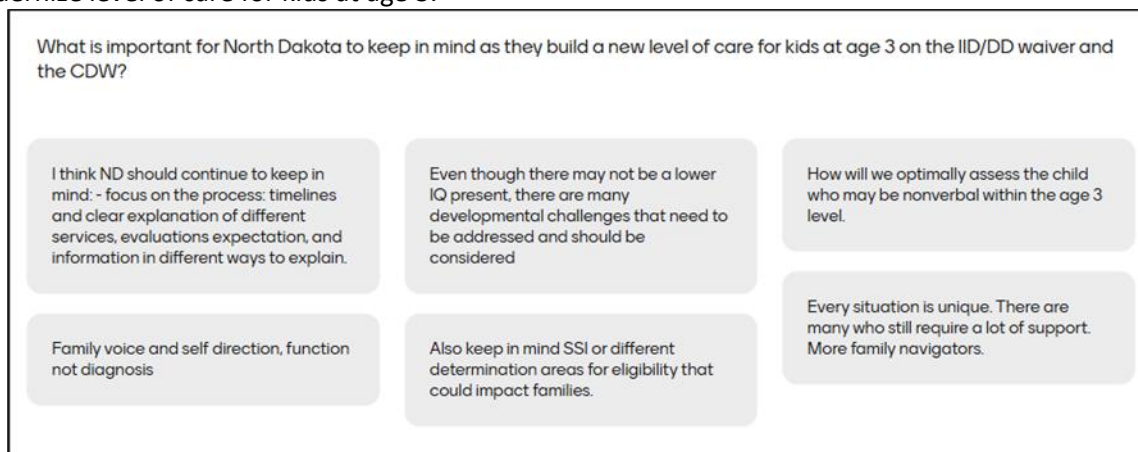 What is important for North Dakota to keep in mind as they build a new level of care for kids at age 3 on the IID/DD waiver and
the CDW?
I think ND should continue to keep in
mind: - focus on the process: timelines
and clear explanation of different
services, evaluations expectation, and
information in different ways to explain.
Family voice and self direction, function
not diagnosis
Even though there may not be a lower
IQ present, there are many
developmental challenges that need to
be addressed and should be
considered
Also keep in mind SSI or different
determination areas for eligibility that
could impact families.
How will we optimally assess the child
who may be nonverbal within the age 3
level.
Every situation is unique. There are
many who still require a lot of support.
More family navigators.